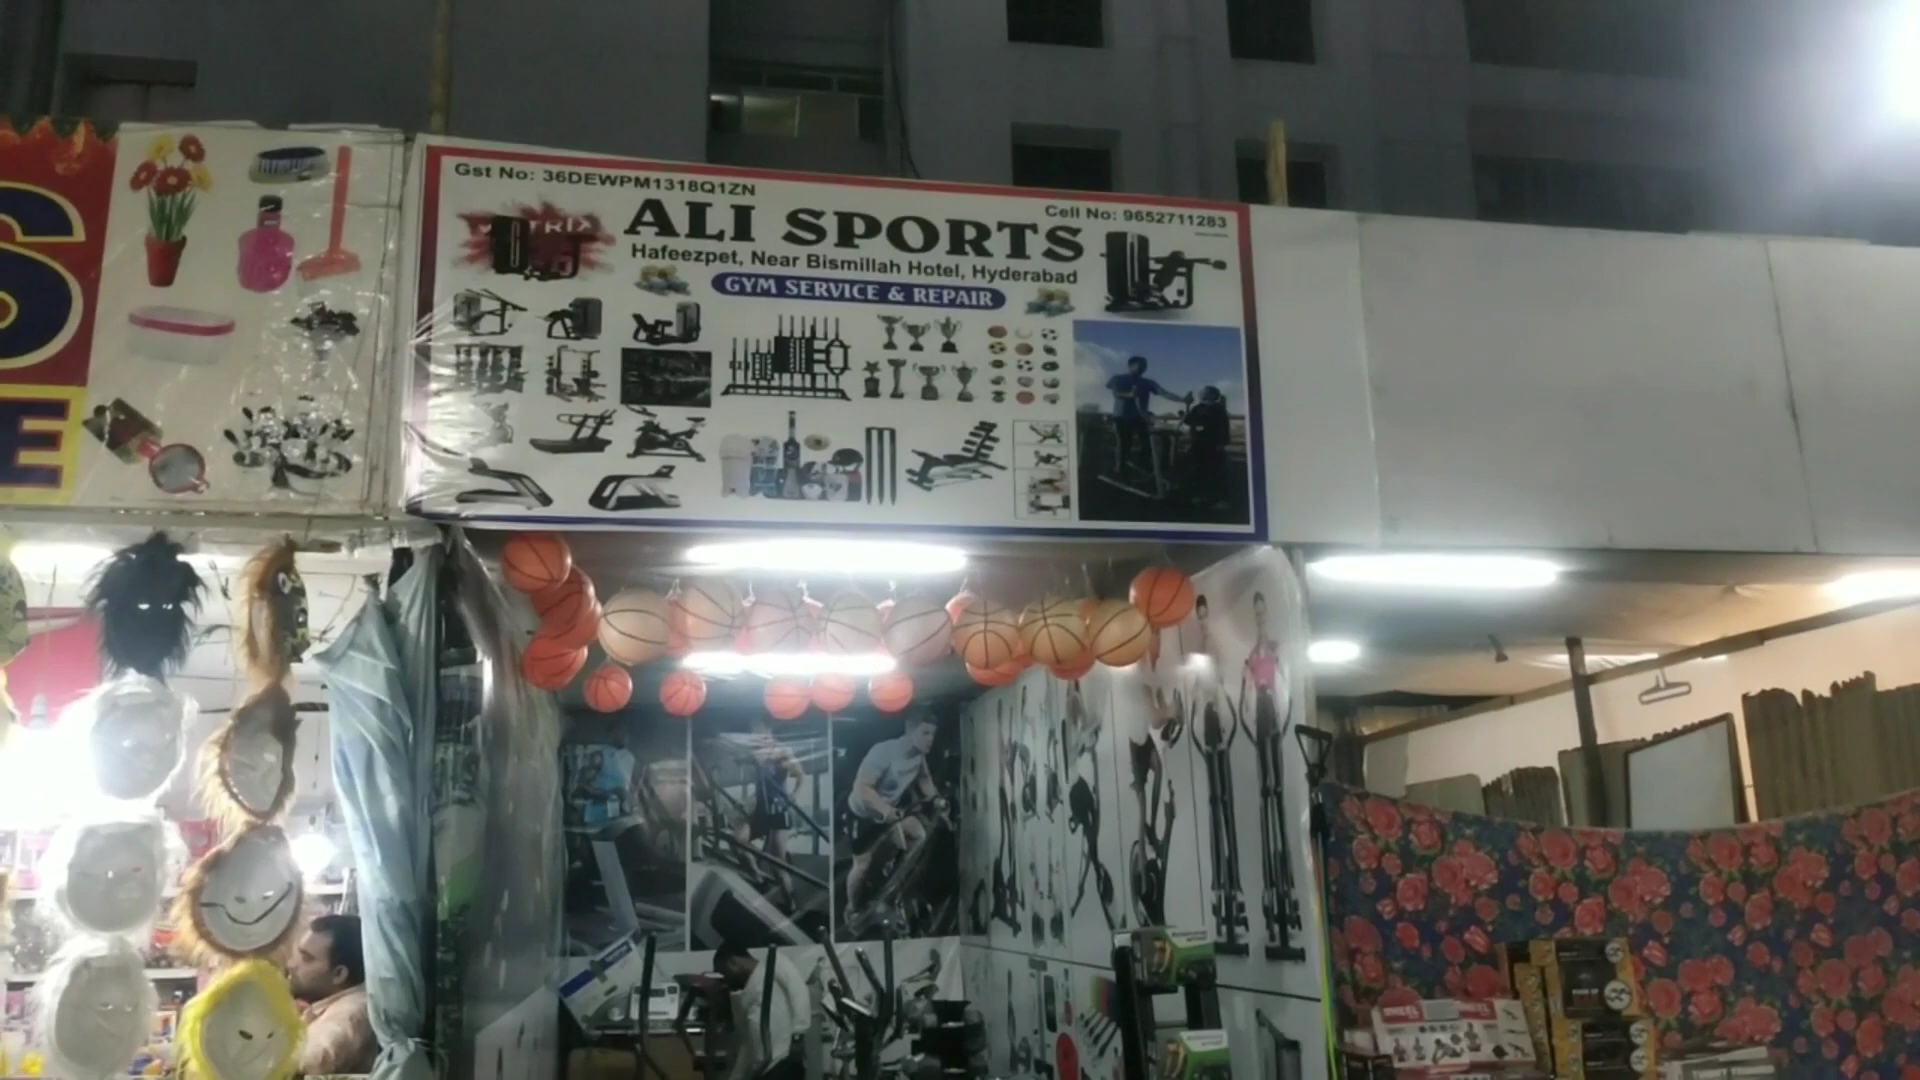 Gst No: 36DEWPM1318Q1ZN
Cell No: 9652711283
ALI SPORTS
Hafeezpet, Near Bismillah Hotel, Hyderabad
GYM SERVICE & REPAIR
S
E